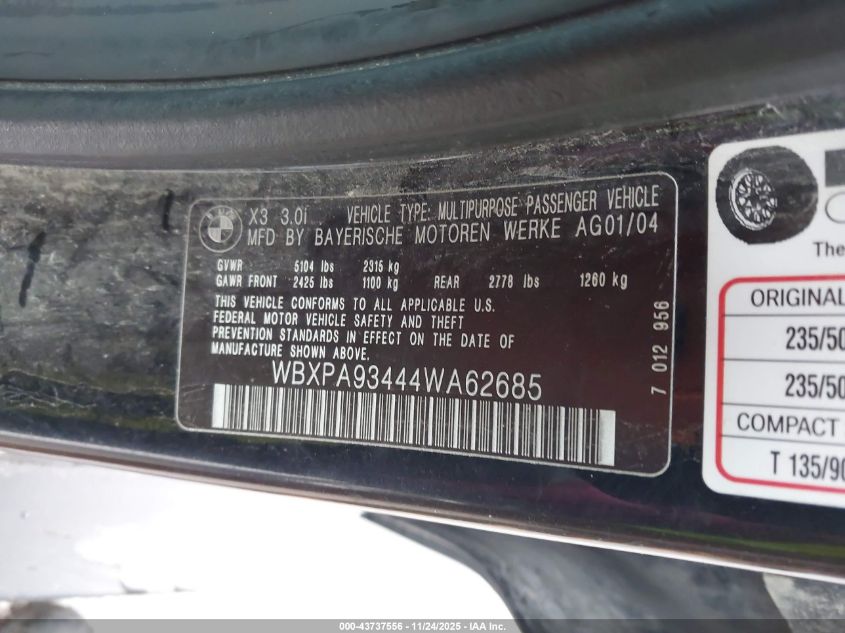 BMW
X3 3.0i VEHICLE TYPE: MULTIPURPOSE PASSENGER VEHICLE
MFD BY BAYERISCHE MOTOREN WERKE AG01/04
GVWR 5104 lbs 2315 kg
GAWR FRONT 2425 lbs 1100 kg REAR 2778 lbs 1260 kg
THIS VEHICLE CONFORMS TO ALL APPLICABLE U.S.
FEDERAL MOTOR VEHICLE SAFETY AND THEFT
PREVENTION STANDARDS IN EFFECT ON THE DATE OF
MANUFACTURE SHOWN ABOVE.
WBXPA93444WA62685
7 012 956
The
ORIGINAL
235/50
235/50
COMPACT
T 135/90
000-43737556 - 11/24/2025 - IAA Inc.